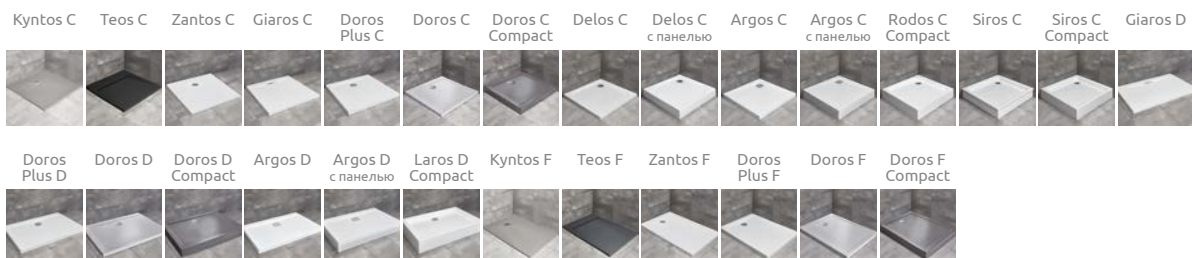 Kyntos C
Teos C
Zantos C
Giaros C
Doros
Plus C
Doros C
Doros C
Compact
Delos C
Delos C
с панелью
Argos C
Argos C
с панелью
Rodos C
Compact
Siros C
Siros C
Compact
Giaros D
Doros
Plus D
Doros D
Doros D
Compact
Argos D
Argos D
с панелью
Laros D
Compact
Kyntos F
Teos F
Zantos F
Doros
Plus F
Doros F
Doros F
Compact